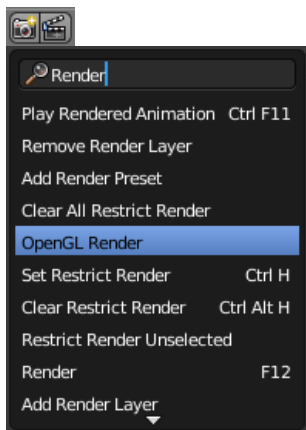 Render
Play Rendered Animation Ctrl F11
Remove Render Layer
Add Render Preset
Clear All Restrict Render
OpenGL Render
Set Restrict Render Ctrl H
Clear Restrict Render Ctrl Alt H
Restrict Render Unselected
Render F12
Add Render Layer